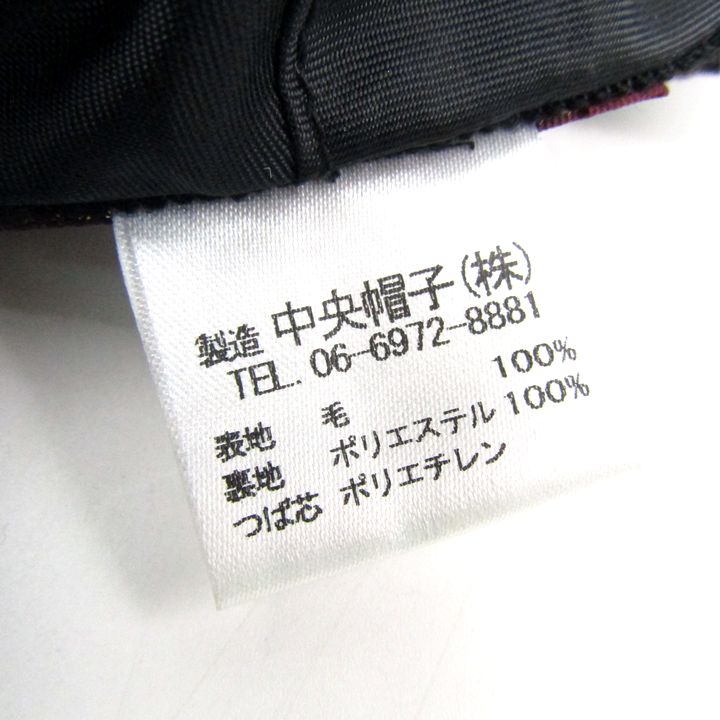 製造 中央帽子(株)
TEL. 06-6972-8881
表地 毛 100%
裏地 ポリエステル 100%
つば芯 ポリエチレン